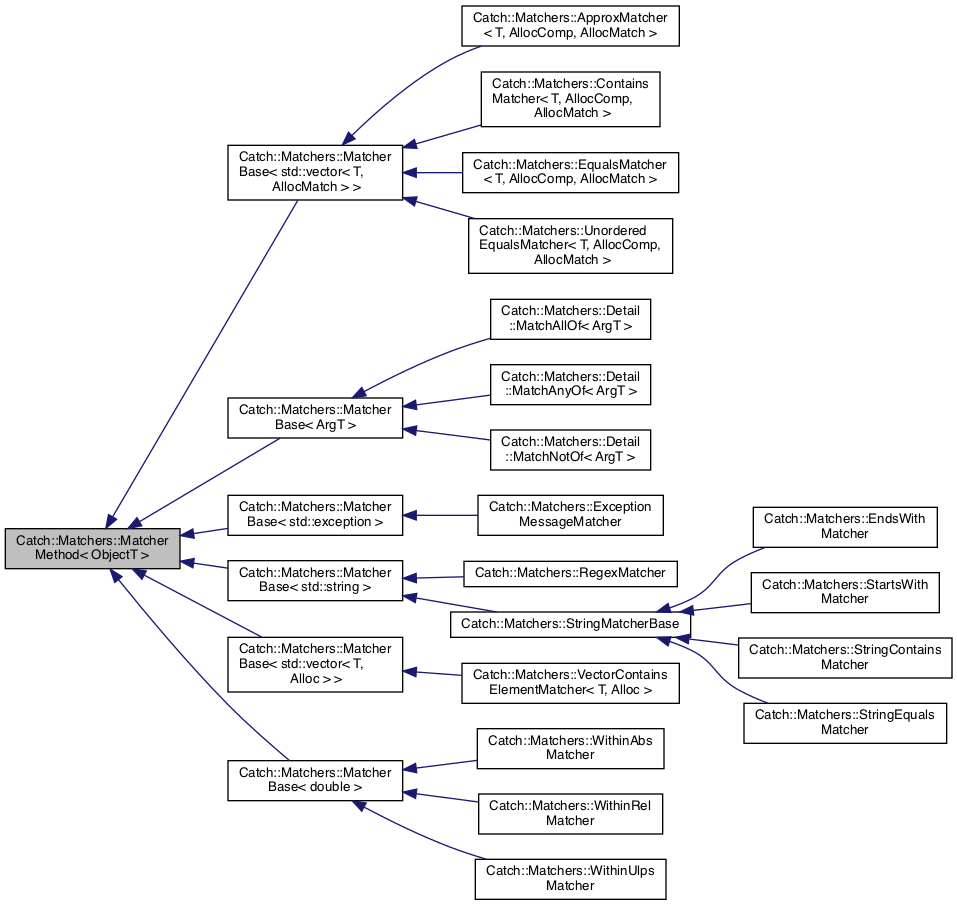 Catch::Matchers::ApproxMatcher
< T, AllocComp, AllocMatch >
Catch::Matchers::Contains
Matcher< T, AllocComp,
AllocMatch >
Catch::Matchers::Matcher
Base< std::vector< T,
AllocMatch > >
Catch::Matchers::EqualsMatcher
< T, AllocComp, AllocMatch >
Catch::Matchers::Unordered
EqualsMatcher< T, AllocComp,
AllocMatch >
Catch::Matchers::Detail
::MatchAllOf< ArgT >
Catch::Matchers::Detail
::MatchAnyOf< ArgT >
Catch::Matchers::Matcher
Base< ArgT >
Catch::Matchers::Detail
::MatchNotOf< ArgT >
Catch::Matchers::Matcher
Base< std::exception >
Catch::Matchers::Exception
MessageMatcher
Catch::Matchers::EndsWith
Matcher
Catch::Matchers::Matcher
Method< ObjectT >
Catch::Matchers::Matcher
Base< std::string >
Catch::Matchers::RegexMatcher
Catch::Matchers::StartsWith
Matcher
Catch::Matchers::StringMatcherBase
Catch::Matchers::Matcher
Base< std::vector< T,
Alloc > >
Catch::Matchers::StringContains
Matcher
Catch::Matchers::VectorContains
ElementMatcher< T, Alloc >
Catch::Matchers::StringEquals
Matcher
Catch::Matchers::WithinAbs
Matcher
Catch::Matchers::Matcher
Base< double >
Catch::Matchers::WithinRel
Matcher
Catch::Matchers::WithinUlps
Matcher